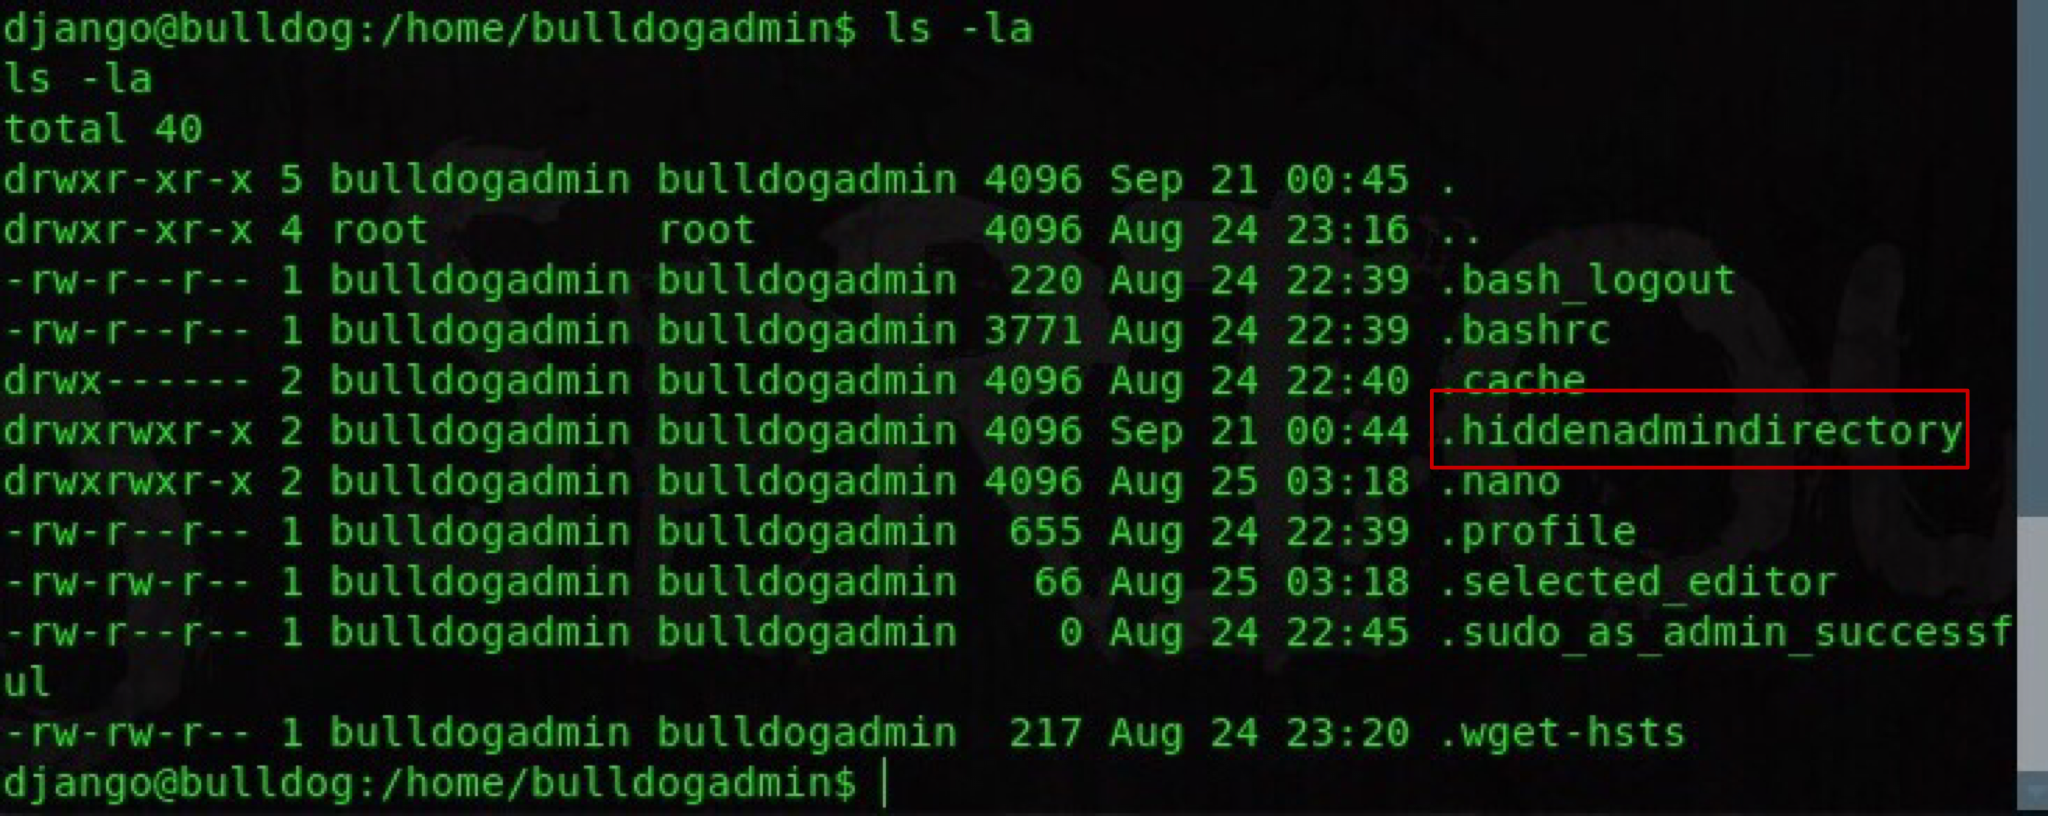 django@bulldog:/home/bulldogadmin$ ls -la
ls -la
total 40
drwxr-xr-x 5 bulldogadmin bulldogadmin 4096 Sep 21 00:45 .
drwxr-xr-x 4 root         root         4096 Aug 24 23:16 ..
-rw-r--r-- 1 bulldogadmin bulldogadmin  220 Aug 24 22:39 .bash_logout
-rw-r--r-- 1 bulldogadmin bulldogadmin 3771 Aug 24 22:39 .bashrc
drwx------ 2 bulldogadmin bulldogadmin 4096 Aug 24 22:40 .cache
drwxrwxr-x 2 bulldogadmin bulldogadmin 4096 Sep 21 00:44 .hiddenadmindirectory
drwxrwxr-x 2 bulldogadmin bulldogadmin 4096 Aug 25 03:18 .nano
-rw-r--r-- 1 bulldogadmin bulldogadmin  655 Aug 24 22:39 .profile
-rw-rw-r-- 1 bulldogadmin bulldogadmin   66 Aug 25 03:18 .selected_editor
-rw-r--r-- 1 bulldogadmin bulldogadmin    0 Aug 24 22:45 .sudo_as_admin_successf
ul
-rw-rw-r-- 1 bulldogadmin bulldogadmin  217 Aug 24 23:20 .wget-hsts
django@bulldog:/home/bulldogadmin$